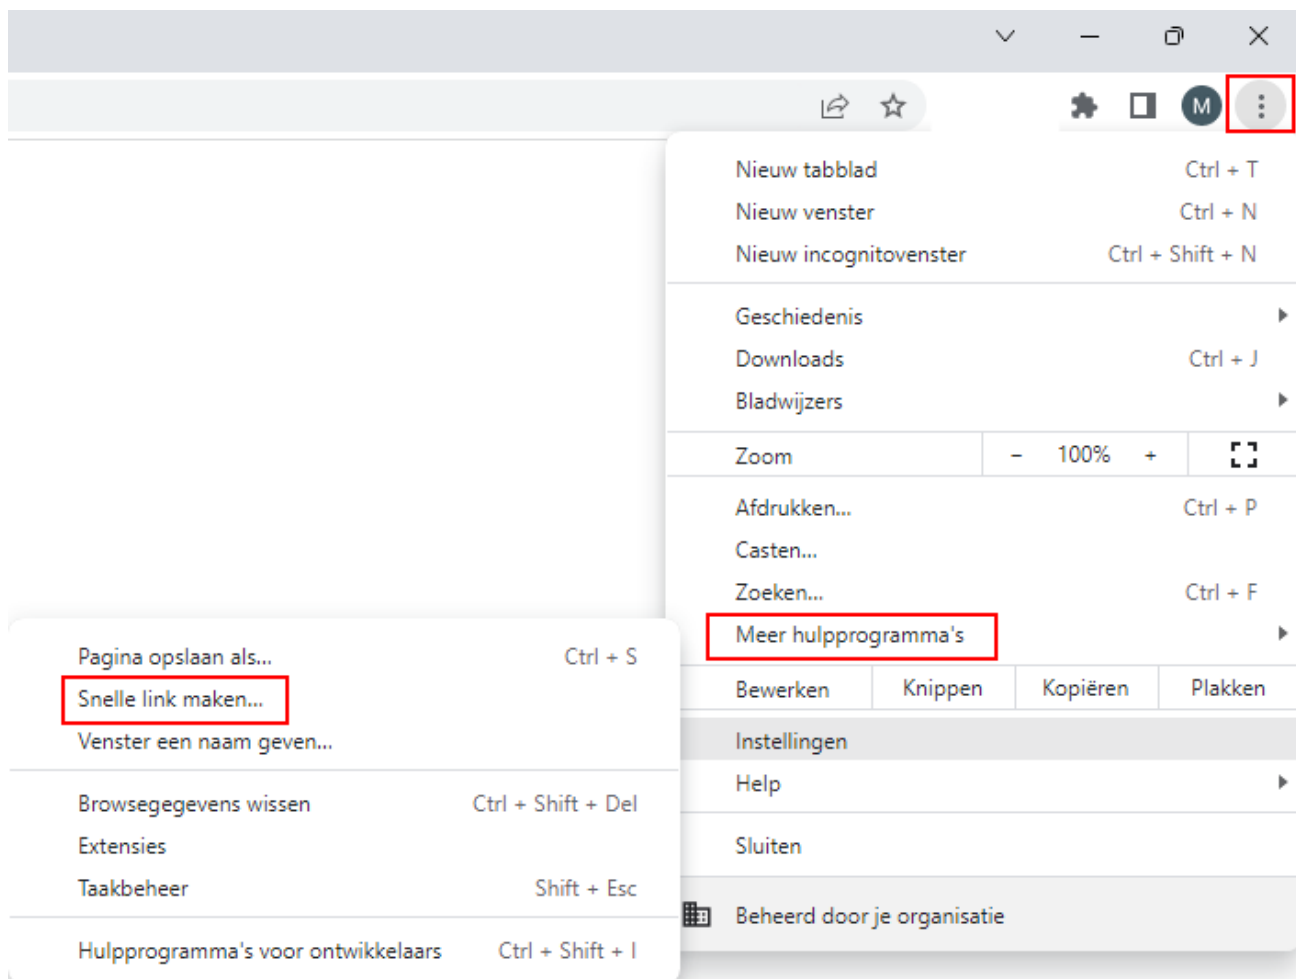 M
Nieuw tabblad Ctrl + T
Nieuw venster Ctrl + N
Nieuw incognitovenster Ctrl + Shift + N
Geschiedenis
Downloads Ctrl + J
Bladwijzers
Zoom - 100% +
Afdrukken... Ctrl + P
Casten...
Zoeken... Ctrl + F
Meer hulpprogramma's
Bewerken Knippen Kopiëren Plakken
Instellingen
Help
Sluiten
Beheerd door je organisatie
Pagina opslaan als... Ctrl + S
Snelle link maken...
Venster een naam geven...
Browsegegevens wissen Ctrl + Shift + Del
Extensies
Taakbeheer Shift + Esc
Hulpprogramma's voor ontwikkelaars Ctrl + Shift + I